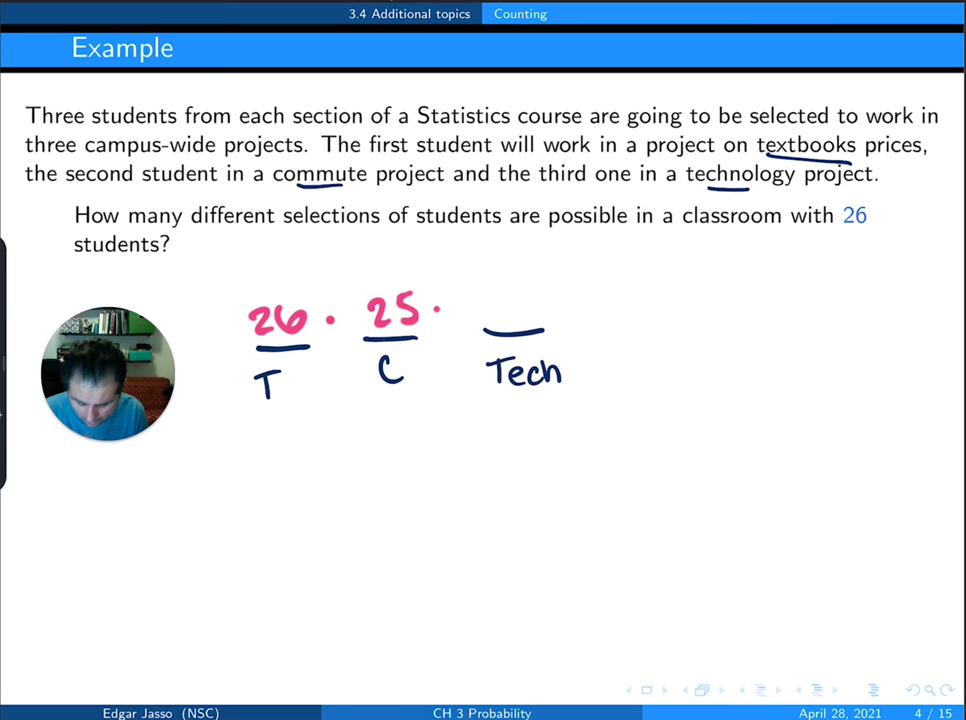 3.4 Additional topics Counting
Example
Three students from each section of a Statistics course are going to be selected to work in
three campus-wide projects. The first student will work in a project on textbooks prices,
the second student in a commute project and the third one in a technology project.
How many different selections of students are possible in a classroom with 26
students?
26 · 25 ·
T C Tech
Edgar Jasso (NSC) CH 3 Probability April 28, 2021 4 / 15